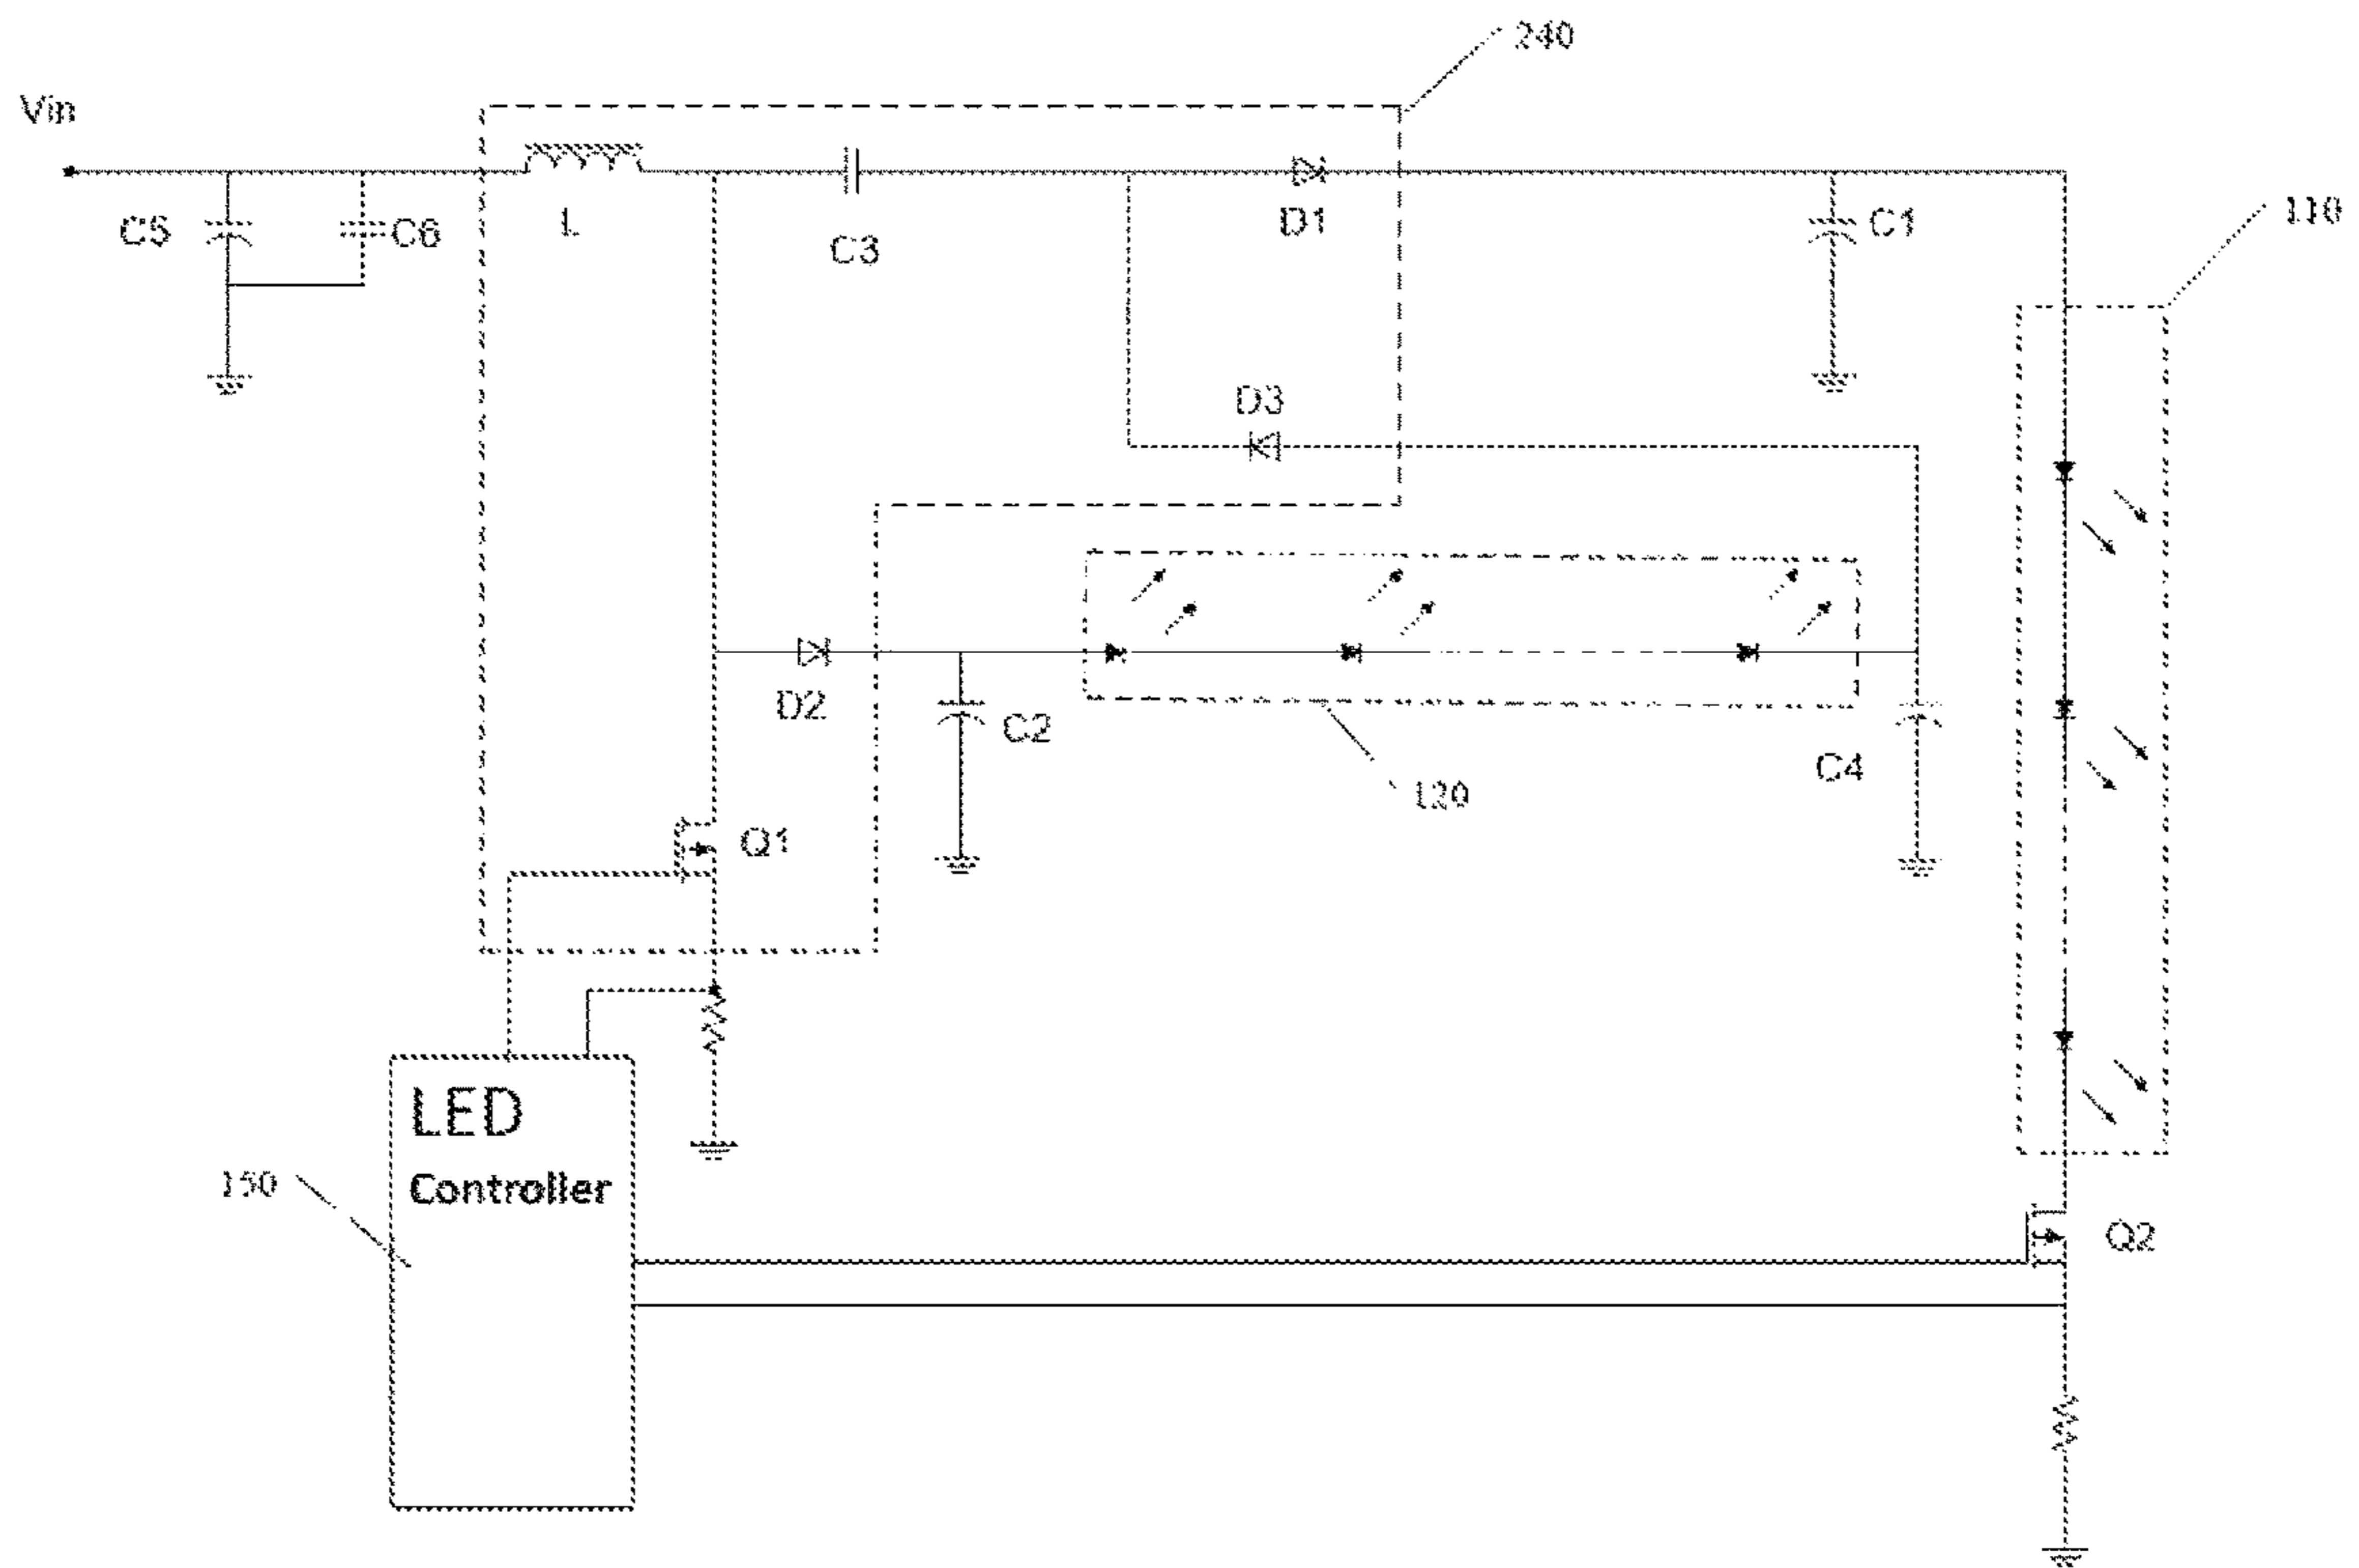 240
Vin
110
C5
C6
L
C3
D1
C1
D3
D2
C2
C4
120
Q1
LED
Controller
150
Q2